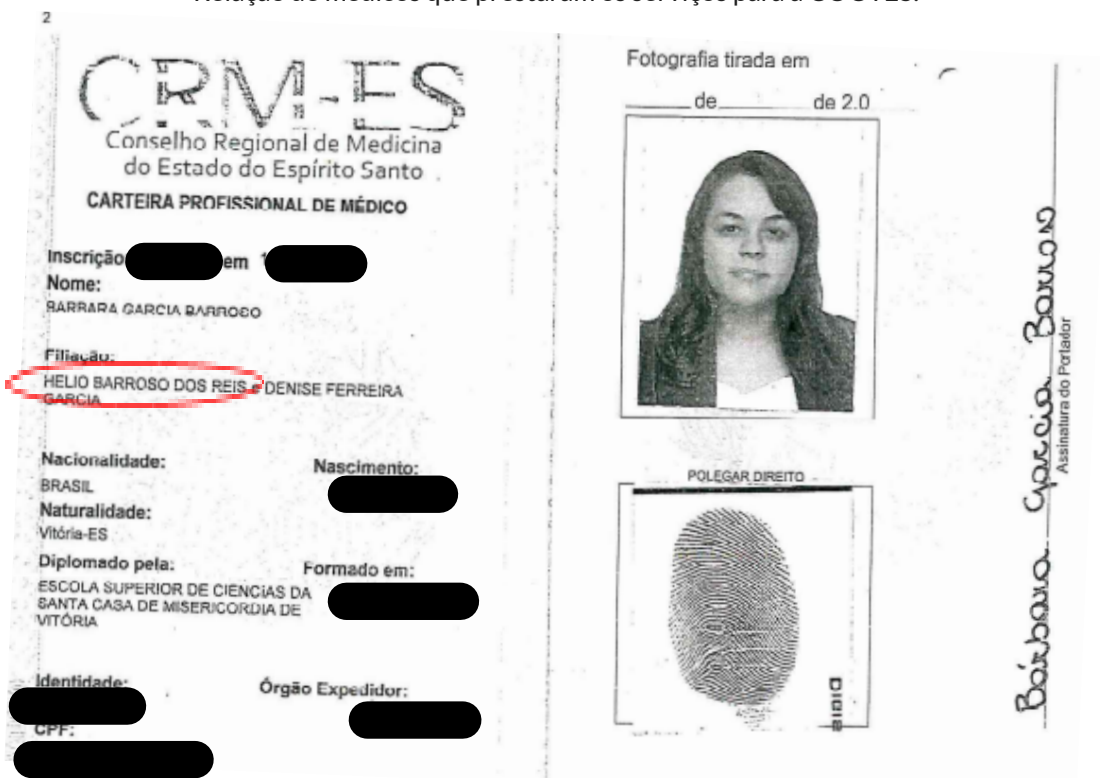 2
CRM-ES
Conselho Regional de Medicina
do Estado do Espírito Santo
CARTEIRA PROFISSIONAL DE MÉDICO
Inscrição em
Nome:
BARBARA GARCIA BARROSO
Filiação:
HELIO BARROSO DOS REIS e DENISE FERREIRA
GARCIA
Nacionalidade: Nascimento:
BRASIL
Naturalidade:
Vitória-ES
Diplomado pela: Formado em:
ESCOLA SUPERIOR DE CIENCIAS DA
SANTA CASA DE MISERICORDIA DE
VITÓRIA
Identidade: Órgão Expedidor:
CPF:
Fotografia tirada em
de de 2.0
POLEGAR DIREITO
Bárbara Garcia Barroso
Assinatura do Portador